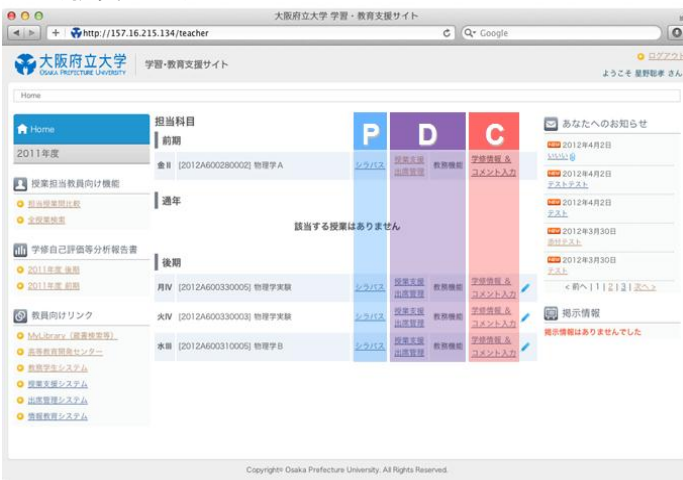 大阪府立大学 学習・教育支援サイト
http://157.16.215.134/teacher
Google
大阪府立大学
OSAKA PREFECTURE UNIVERSITY
学習・教育支援サイト
ログアウト
ようこそ 星野聡孝 さん
Home
Home
2011年度
授業担当教員向け機能
担当授業間比較
全授業検索
学修自己評価等分析報告書
2011年度 後期
2011年度 前期
教員向けリンク
MyLibrary（蔵書検索等）
高等教育開発センター
教務学生システム
授業支援システム
出席管理システム
情報教育システム
担当科目
P D C
前期
金II [2012A600280002] 物理学A シラバス 授業支援 出席管理 教務機能 学修情報 & コメント入力
通年
該当する授業はありません
後期
月IV [2012A600330005] 物理学実験 シラバス 授業支援 出席管理 教務機能 学修情報 & コメント入力
火IV [2012A600330003] 物理学実験 シラバス 授業支援 出席管理 教務機能 学修情報 & コメント入力
水III [2012A600310005] 物理学B シラバス 授業支援 出席管理 教務機能 学修情報 & コメント入力
あなたへのお知らせ
NEW 2012年4月2日
いいい
NEW 2012年4月2日
テストテスト
NEW 2012年4月2日
テスト
NEW 2012年3月30日
添付テスト
NEW 2012年3月30日
テスト
< 前へ | 1 | 2 | 3 | 次へ >
掲示情報
掲示情報はありませんでした
Copyright© Osaka Prefecture University. All Rights Reserved.